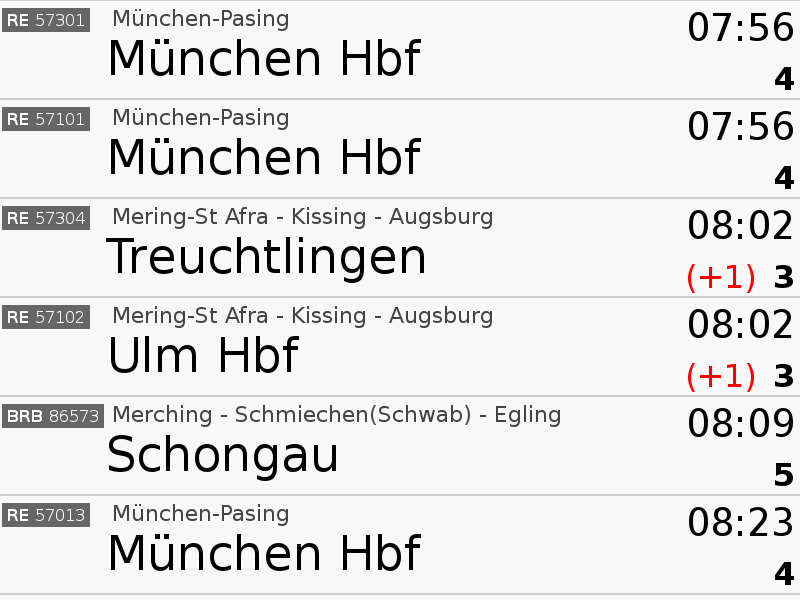 RE 57301 München-Pasing 07:56
München Hbf
4
RE 57101 München-Pasing 07:56
München Hbf
4
RE 57304 Mering-St Afra - Kissing - Augsburg 08:02
Treuchtlingen
(+1) 3
RE 57102 Mering-St Afra - Kissing - Augsburg 08:02
Ulm Hbf
(+1) 3
BRB 86573 Merching - Schmiechen(Schwab) - Egling 08:09
Schongau
5
RE 57013 München-Pasing 08:23
München Hbf
4